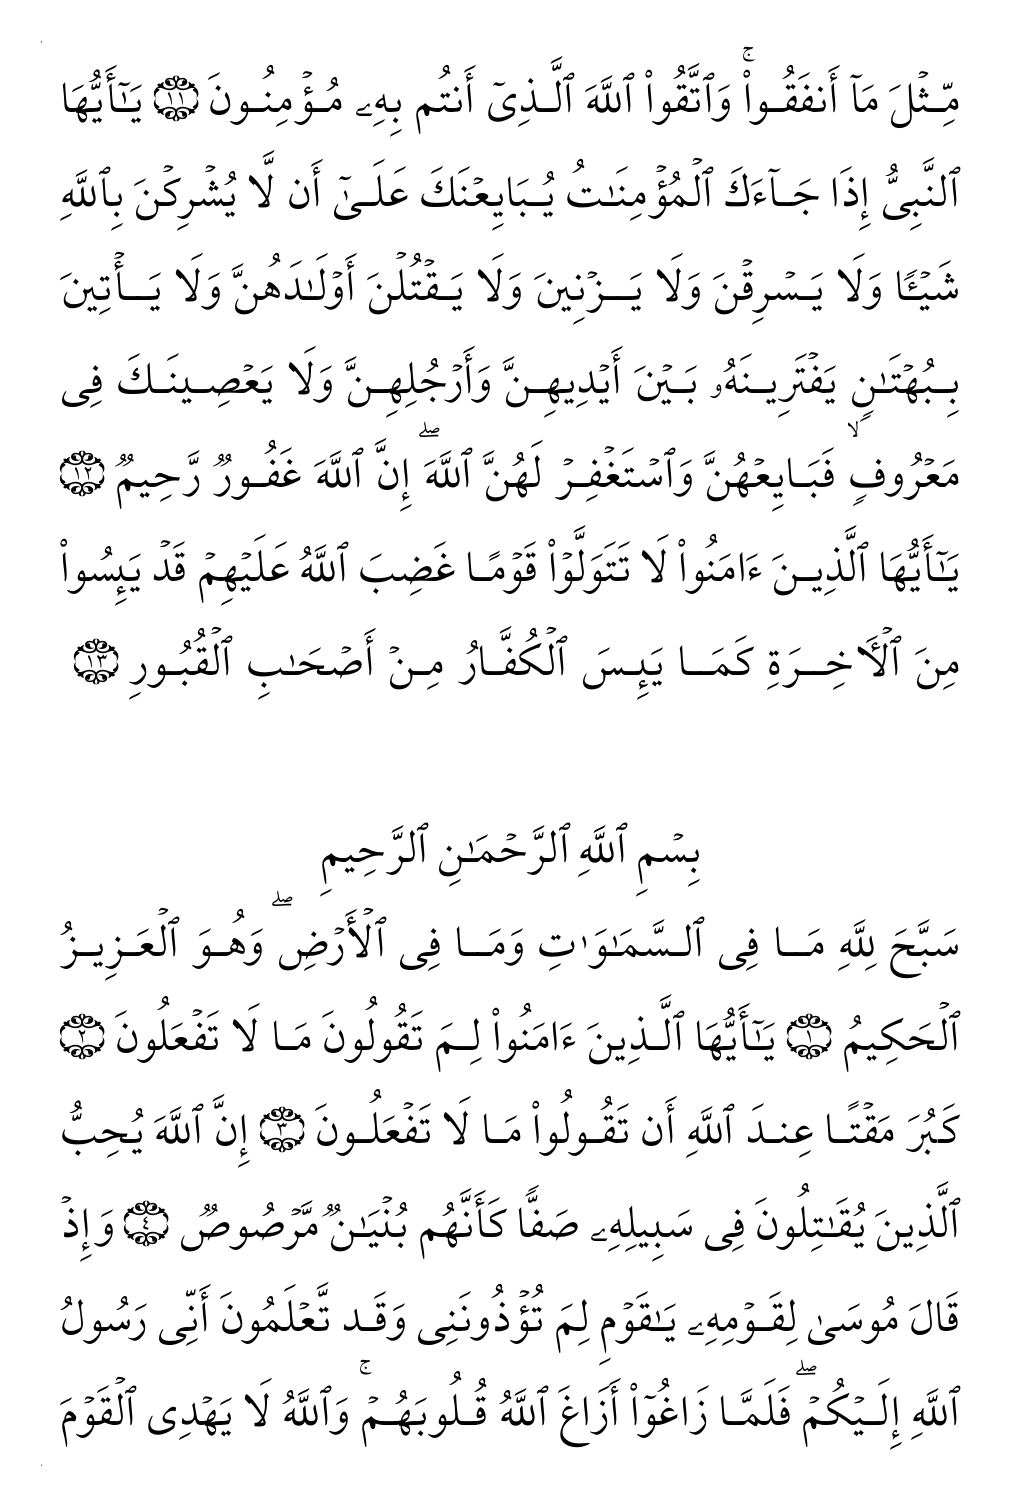 مِّثۡلَ مَآ أَنفَقُواْۚ وَٱتَّقُواْ ٱللَّهَ ٱلَّذِيٓ أَنتُم بِهِۦ مُؤۡمِنُونَ ١١ يَٰٓأَيُّهَا
ٱلنَّبِيُّ إِذَا جَآءَكَ ٱلۡمُؤۡمِنَٰتُ يُبَايِعۡنَكَ عَلَىٰٓ أَن لَّا يُشۡرِكۡنَ بِٱللَّهِ
شَيۡـٔٗا وَلَا يَسۡرِقۡنَ وَلَا يَزۡنِينَ وَلَا يَقۡتُلۡنَ أَوۡلَٰدَهُنَّ وَلَا يَأۡتِينَ
بِبُهۡتَٰنٖ يَفۡتَرِينَهُۥ بَيۡنَ أَيۡدِيهِنَّ وَأَرۡجُلِهِنَّ وَلَا يَعۡصِينَكَ فِي
مَعۡرُوفٖۙ فَبَايِعۡهُنَّ وَٱسۡتَغۡفِرۡ لَهُنَّ ٱللَّهَۖ إِنَّ ٱللَّهَ غَفُورٞ رَّحِيمٞ ١٢
يَٰٓأَيُّهَا ٱلَّذِينَ ءَامَنُواْ لَا تَتَوَلَّوۡاْ قَوۡمًا غَضِبَ ٱللَّهُ عَلَيۡهِمۡ قَدۡ يَئِسُواْ
مِنَ ٱلۡأٓخِرَةِ كَمَا يَئِسَ ٱلۡكُفَّارُ مِنۡ أَصۡحَٰبِ ٱلۡقُبُورِ ١٣
بِسۡمِ ٱللَّهِ ٱلرَّحۡمَٰنِ ٱلرَّحِيمِ
سَبَّحَ لِلَّهِ مَا فِي ٱلسَّمَٰوَٰتِ وَمَا فِي ٱلۡأَرۡضِۖ وَهُوَ ٱلۡعَزِيزُ
ٱلۡحَكِيمُ ١ يَٰٓأَيُّهَا ٱلَّذِينَ ءَامَنُواْ لِمَ تَقُولُونَ مَا لَا تَفۡعَلُونَ ٢
كَبُرَ مَقۡتًا عِندَ ٱللَّهِ أَن تَقُولُواْ مَا لَا تَفۡعَلُونَ ٣ إِنَّ ٱللَّهَ يُحِبُّ
ٱلَّذِينَ يُقَٰتِلُونَ فِي سَبِيلِهِۦ صَفّٗا كَأَنَّهُم بُنۡيَٰنٞ مَّرۡصُوصٞ ٤ وَإِذۡ
قَالَ مُوسَىٰ لِقَوۡمِهِۦ يَٰقَوۡمِ لِمَ تُؤۡذُونَنِي وَقَد تَّعۡلَمُونَ أَنِّي رَسُولُ
ٱللَّهِ إِلَيۡكُمۡۖ فَلَمَّا زَاغُوٓاْ أَزَاغَ ٱللَّهُ قُلُوبَهُمۡۚ وَٱللَّهُ لَا يَهۡدِي ٱلۡقَوۡمَ